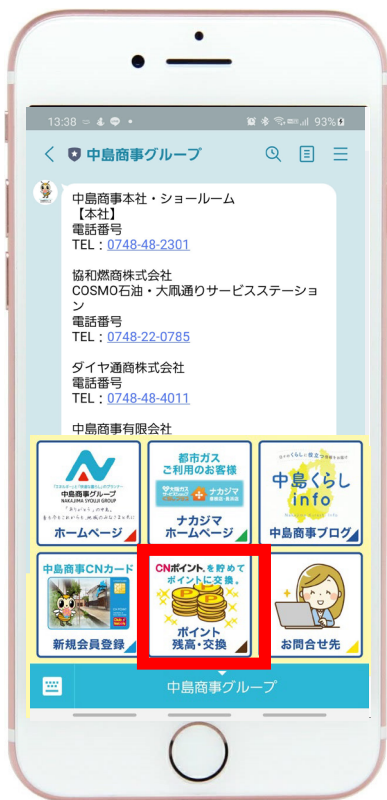 13:38
93%
中島商事グループ
中島商事本社・ショールーム
【本社】
電話番号
TEL：0748-48-2301
協和燃商株式会社
COSMO石油・大凧通りサービスステーショ
ン
電話番号
TEL：0748-22-0785
ダイヤ通商株式会社
電話番号
TEL：0748-48-4011
中島商事有限会社
中島商事グループ
NAKAJIMA SYOUJI GROUP
ホームページ
都市ガス
ご利用のお客様
ナカジマ
ナカジマ
ホームページ
中島くらし
info
中島商事ブログ
中島商事CNカード
新規会員登録
CNポイント を貯めて
ポイントに交換。
ポイント
残高・交換
お問合せ先
中島商事グループ